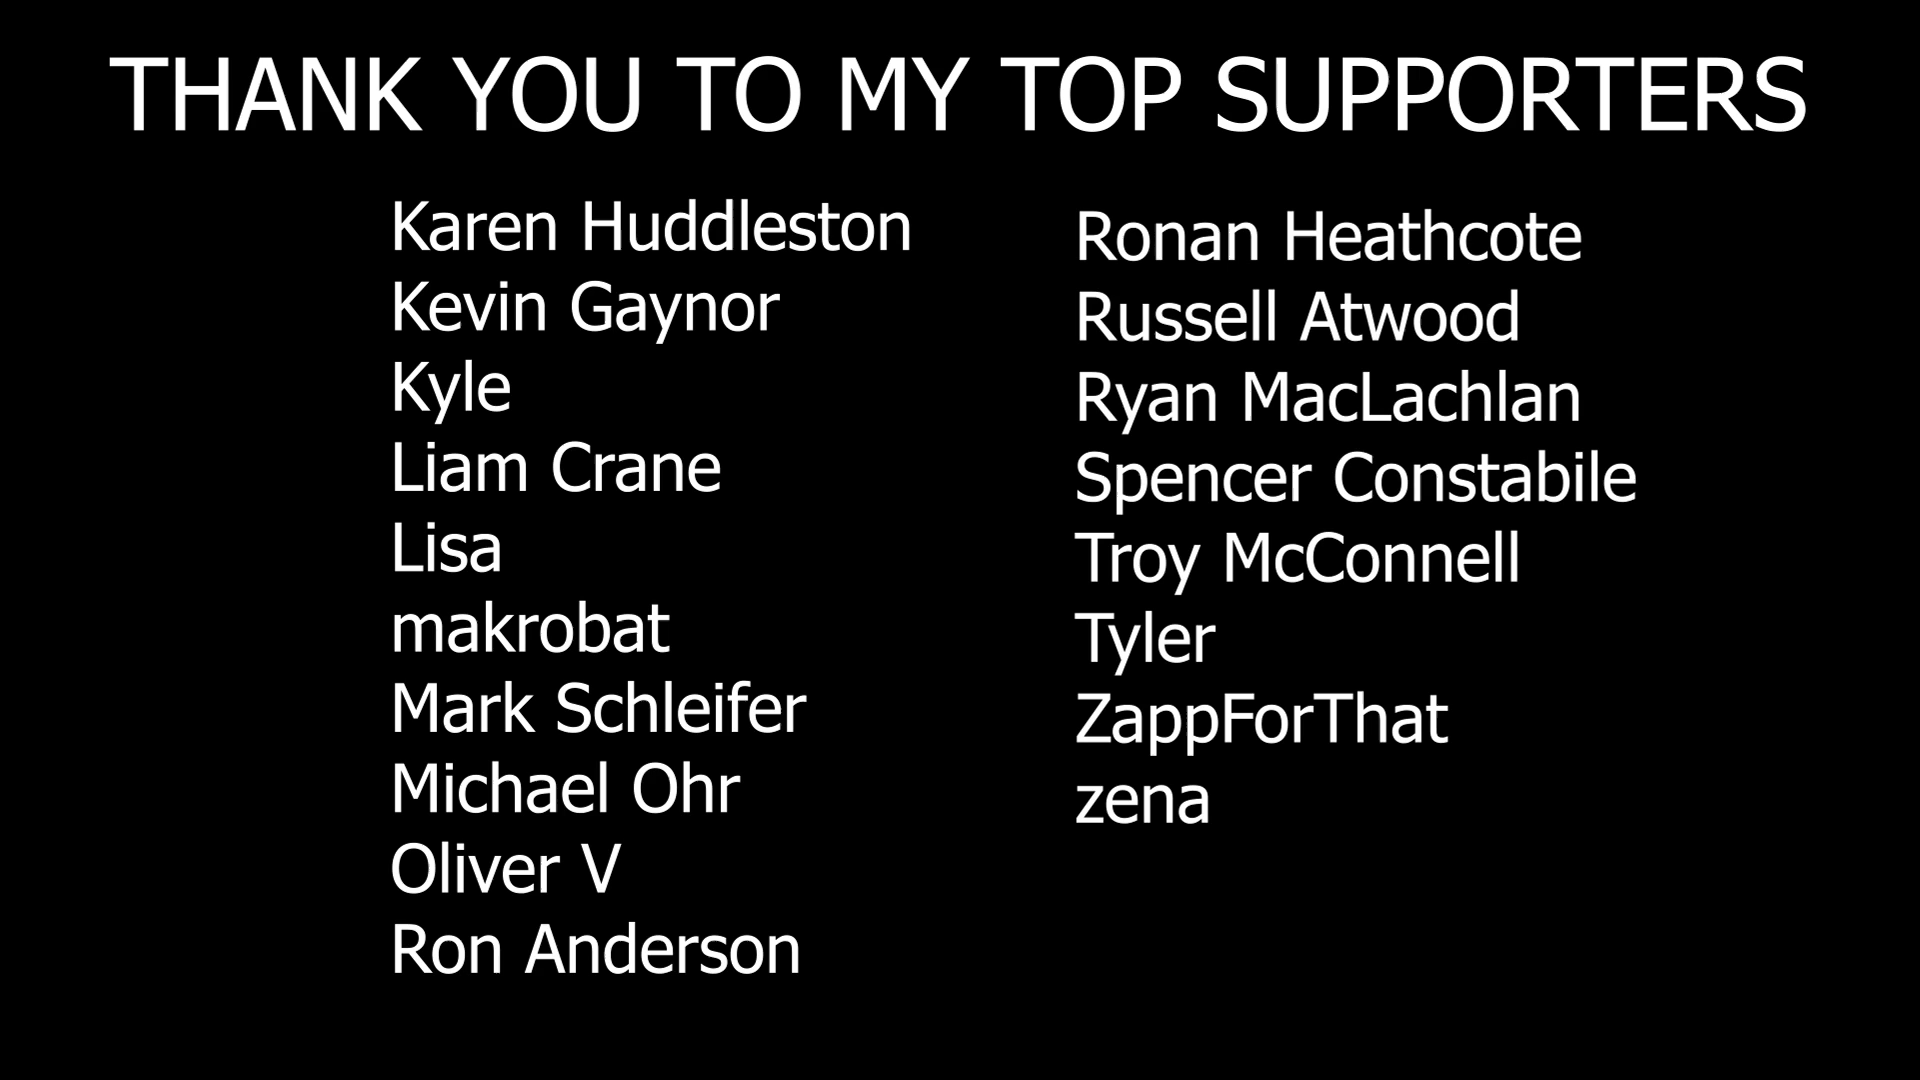 THANK YOU TO MY TOP SUPPORTERS
Karen Huddleston
Kevin Gaynor
Kyle
Liam Crane
Lisa
makrobat
Mark Schleifer
Michael Ohr
Oliver V
Ron Anderson
Ronan Heathcote
Russell Atwood
Ryan MacLachlan
Spencer Constabile
Troy McConnell
Tyler
ZappForThat
zena